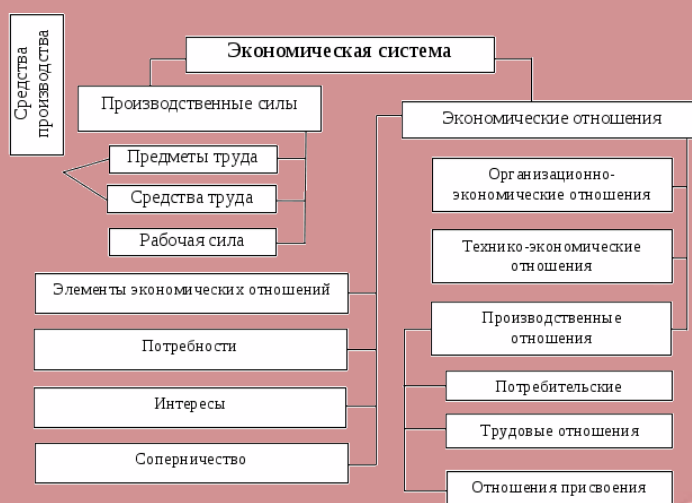 Средства
производства
Экономическая система
Производственные силы
Предметы труда
Средства труда
Рабочая сила
Экономические отношения
Организационно-
экономические отношения
Технико-экономические
отношения
Производственные
отношения
Потребительские
Трудовые отношения
Отношения присвоения
Элементы экономических отношений
Потребности
Интересы
Соперничество